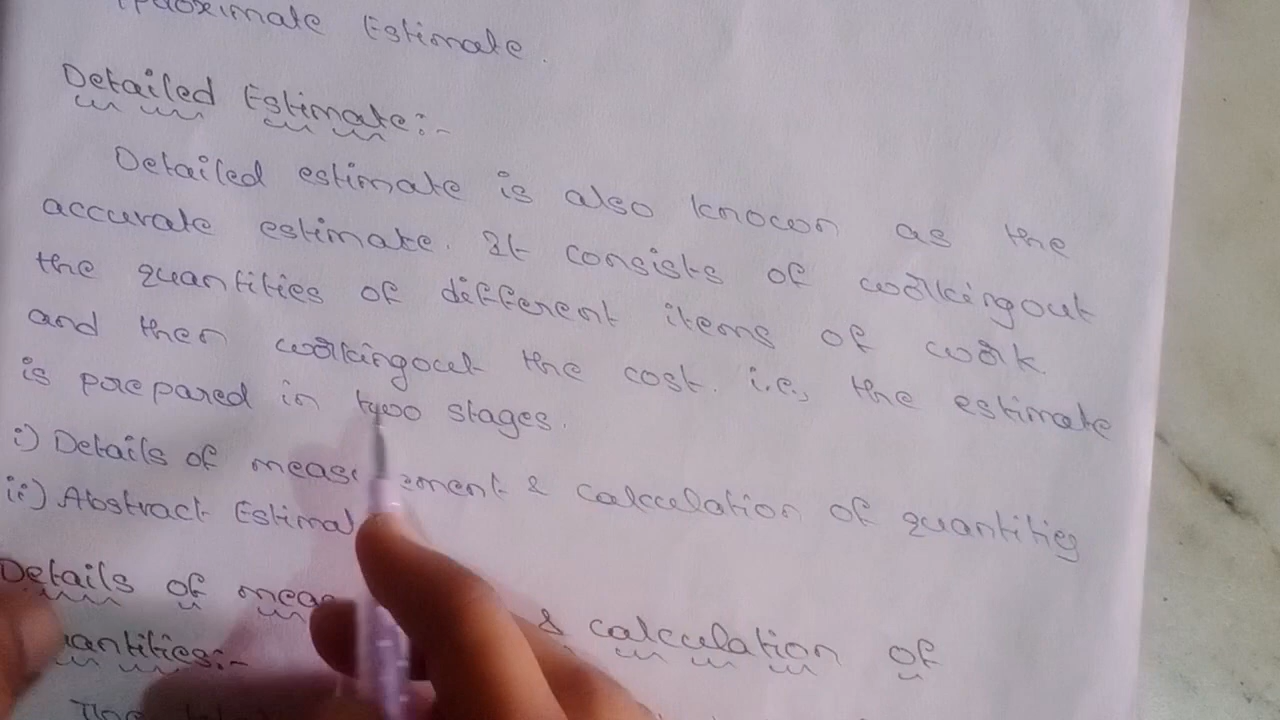 Estimate.
Detailed Estimate:-
Detailed estimate is also known as the
accurate estimate. It consists of workingout
the quantities of different items of work
and then workingout the cost. i.e., the estimate
is prepared in two stages.
i) Details of measurement & calculation of quantities
ii) Abstract
Details of & calculation of